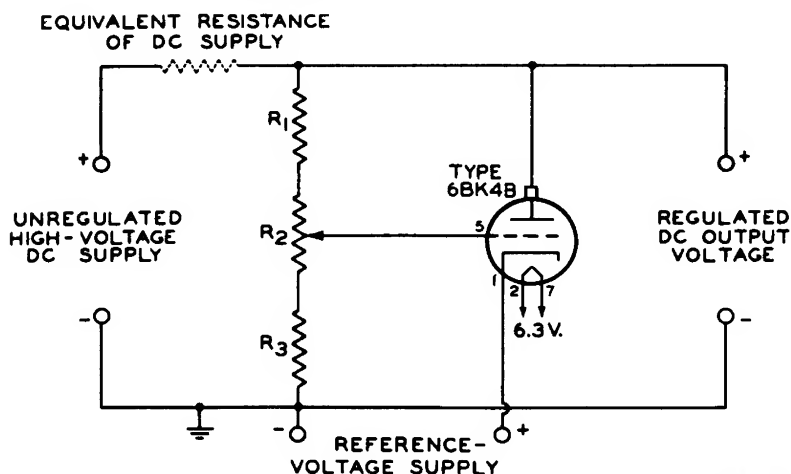 EQUIVALENT RESISTANCE
OF DC SUPPLY
R1
+
TYPE
6BK4B
+
UNREGULATED
HIGH-VOLTAGE
DC SUPPLY
R2
5
REGULATED
DC OUTPUT
VOLTAGE
1
2
7
-
R3
6.3 V.
-
-
REFERENCE-
VOLTAGE SUPPLY
+